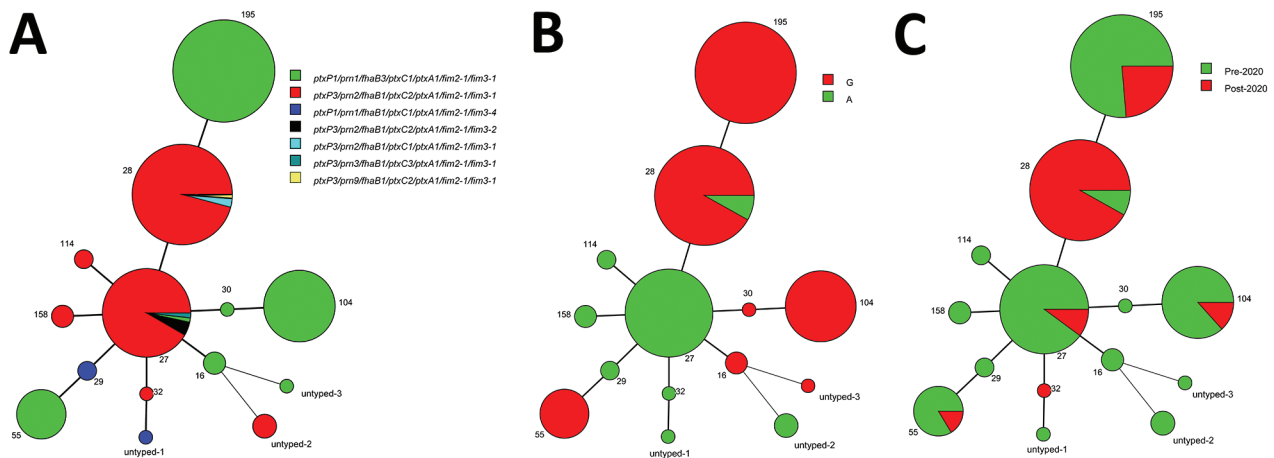 A
195
ptxP1/prn1/fhaB3/ptxC1/ptxA1/fim2-1/fim3-1
ptxP3/prn2/fhaB1/ptxC2/ptxA1/fim2-1/fim3-1
ptxP1/prn1/fhaB1/ptxC1/ptxA1/fim2-1/fim3-4
ptxP3/prn2/fhaB1/ptxC2/ptxA1/fim2-1/fim3-2
ptxP3/prn2/fhaB1/ptxC1/ptxA1/fim2-1/fim3-1
ptxP3/prn3/fhaB1/ptxC3/ptxA1/fim2-1/fim3-1
ptxP3/prn9/fhaB1/ptxC2/ptxA1/fim2-1/fim3-1
28
114
30
104
158
27
29
16
32
untyped-3
55
untyped-2
untyped-1
B
195
G
A
28
114
30
104
158
27
29
16
32
untyped-3
55
untyped-2
untyped-1
C
195
Pre-2020
Post-2020
28
114
30
104
158
27
29
16
32
untyped-3
55
untyped-2
untyped-1